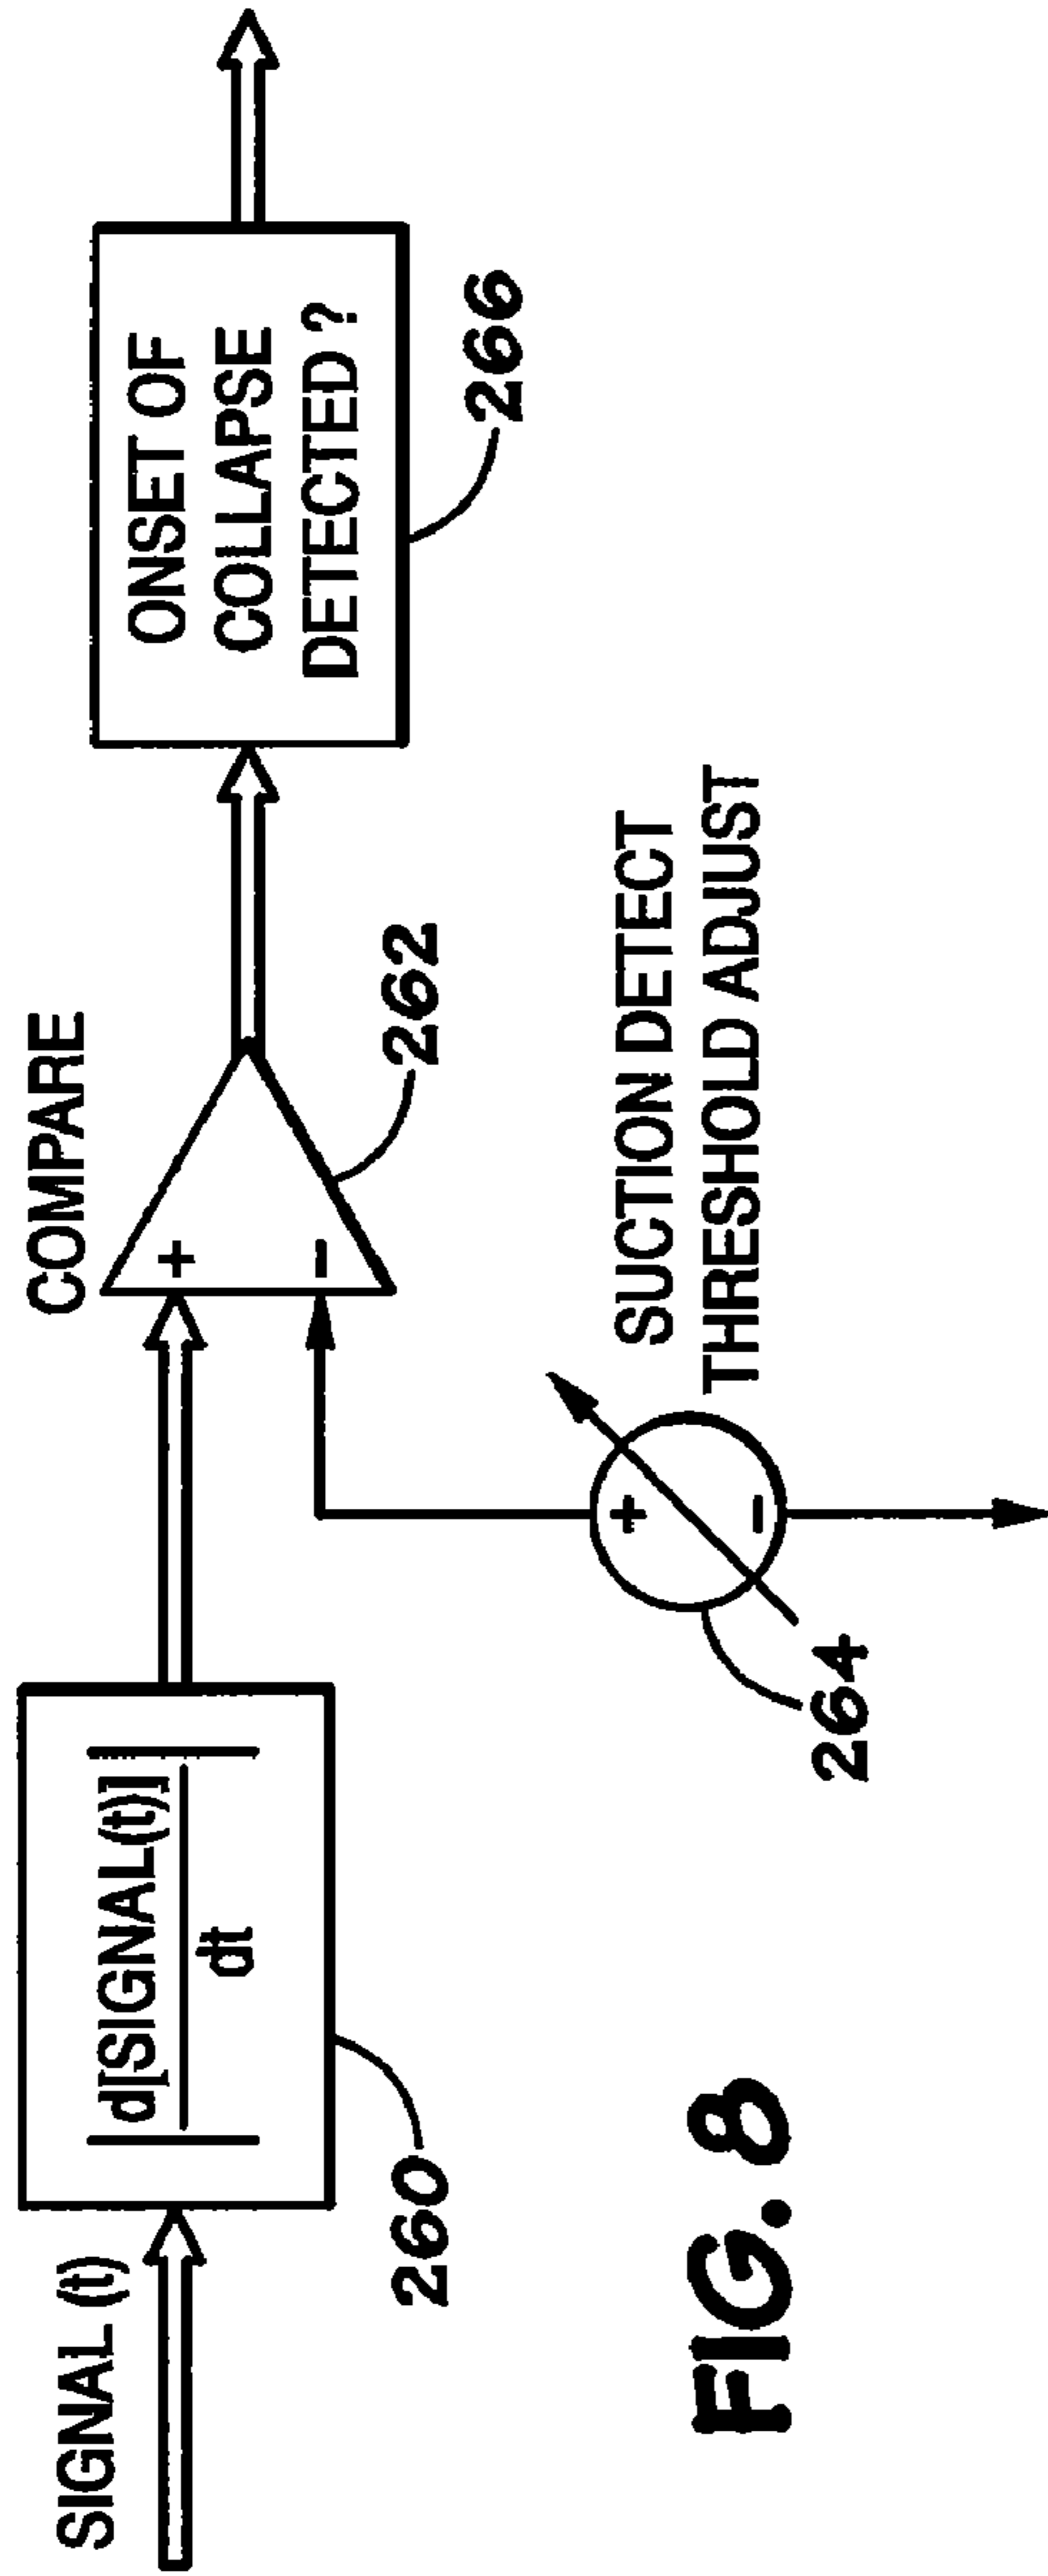 SIGNAL (t)
d[SIGNAL(t)]
dt
260
COMPARE
+
-
262
ONSET OF
COLLAPSE
DETECTED ?
266
+
-
264
SUCTION DETECT
THRESHOLD ADJUST
FIG. 8